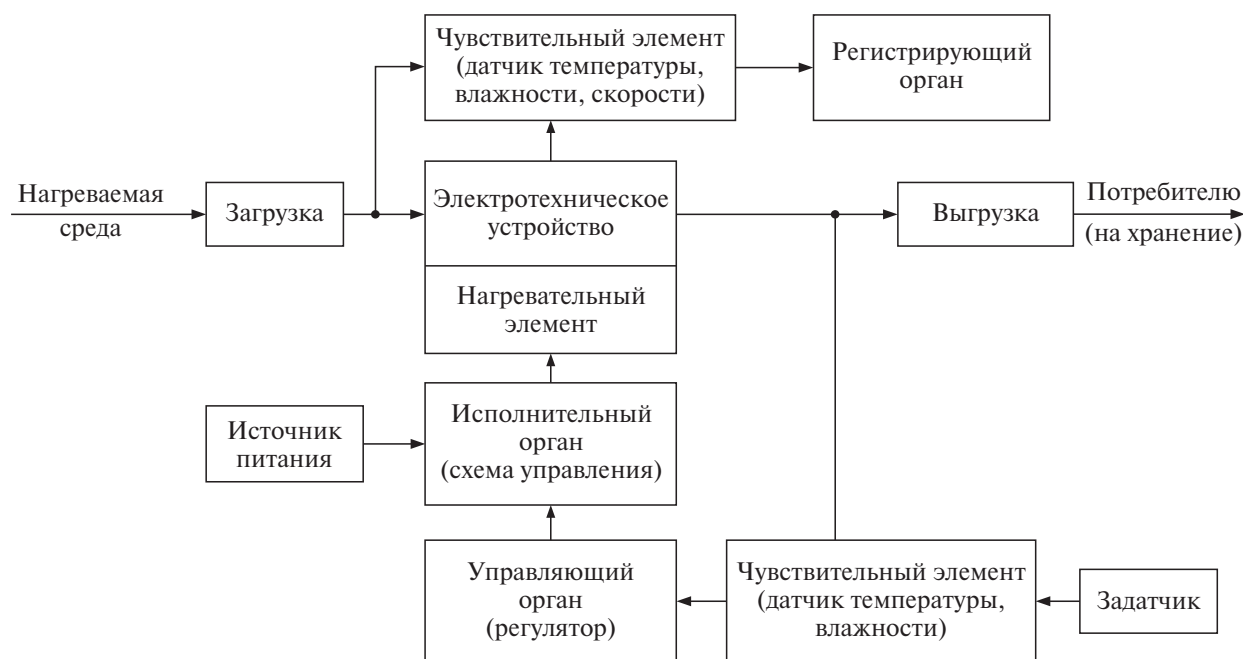 Чувствительный элемент
(датчик температуры,
влажности, скорости)
Регистрирующий
орган
Нагреваемая
среда
Загрузка
Электротехническое
устройство
Выгрузка
Потребителю
(на хранение)
Нагревательный
элемент
Источник
питания
Исполнительный
орган
(схема управления)
Управляющий
орган
(регулятор)
Чувствительный элемент
(датчик температуры,
влажности)
Задатчик